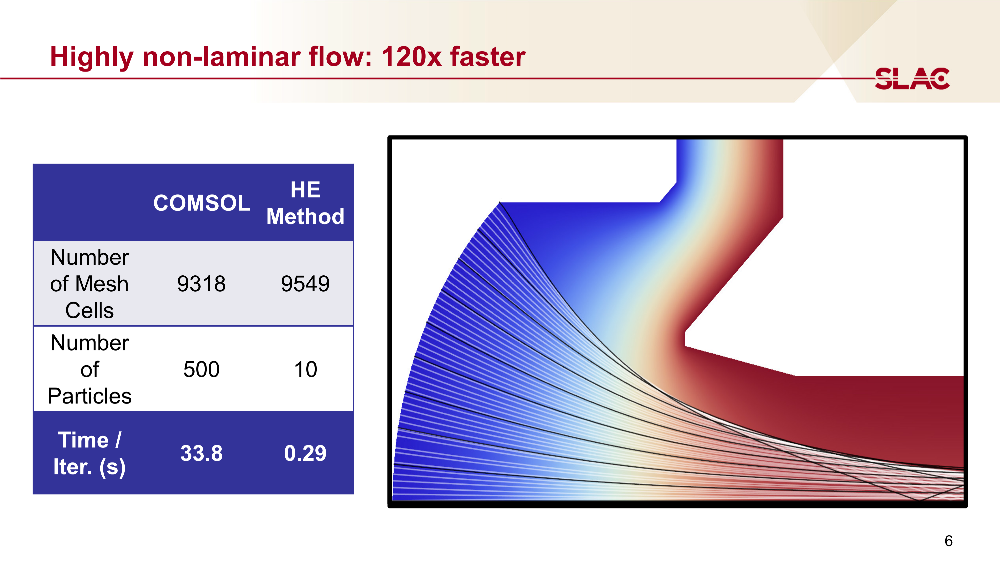 Highly non-laminar flow: 120x faster
SLAC
COMSOL
HE
Method
Number
of Mesh
Cells
9318
9549
Number
of
Particles
500
10
Time /
Iter. (s)
33.8
0.29
6